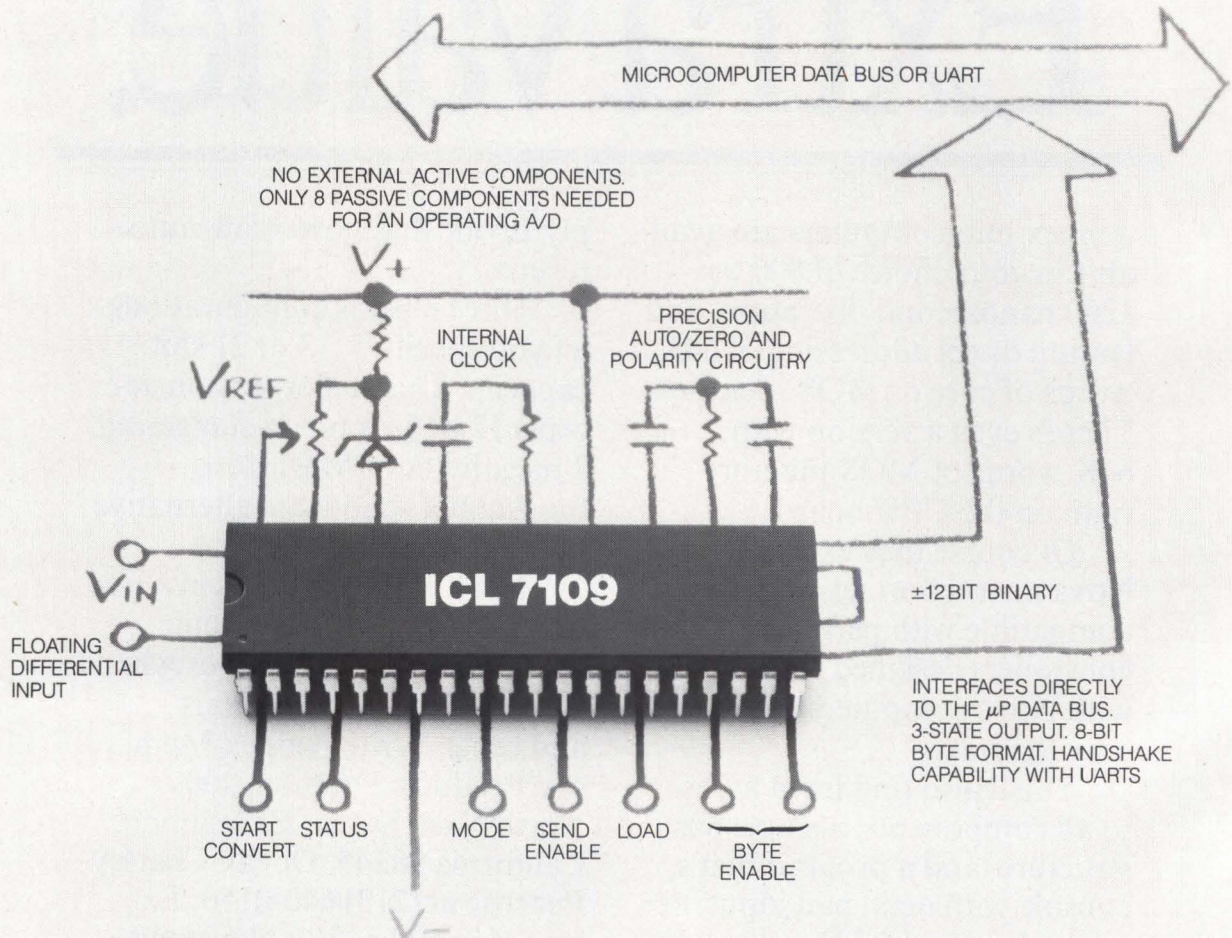 MICROCOMPUTER DATA BUS OR UART
NO EXTERNAL ACTIVE COMPONENTS.
ONLY 8 PASSIVE COMPONENTS NEEDED
FOR AN OPERATING A/D
V+
INTERNAL
CLOCK
PRECISION
AUTO/ZERO AND
POLARITY CIRCUITRY
VREF
VIN
ICL 7109
±12 BIT BINARY
FLOATING
DIFFERENTIAL
INPUT
INTERFACES DIRECTLY
TO THE µP DATA BUS.
3-STATE OUTPUT. 8-BIT
BYTE FORMAT. HANDSHAKE
CAPABILITY WITH UARTS
START
CONVERT
STATUS
MODE
SEND
ENABLE
LOAD
BYTE
ENABLE
V-